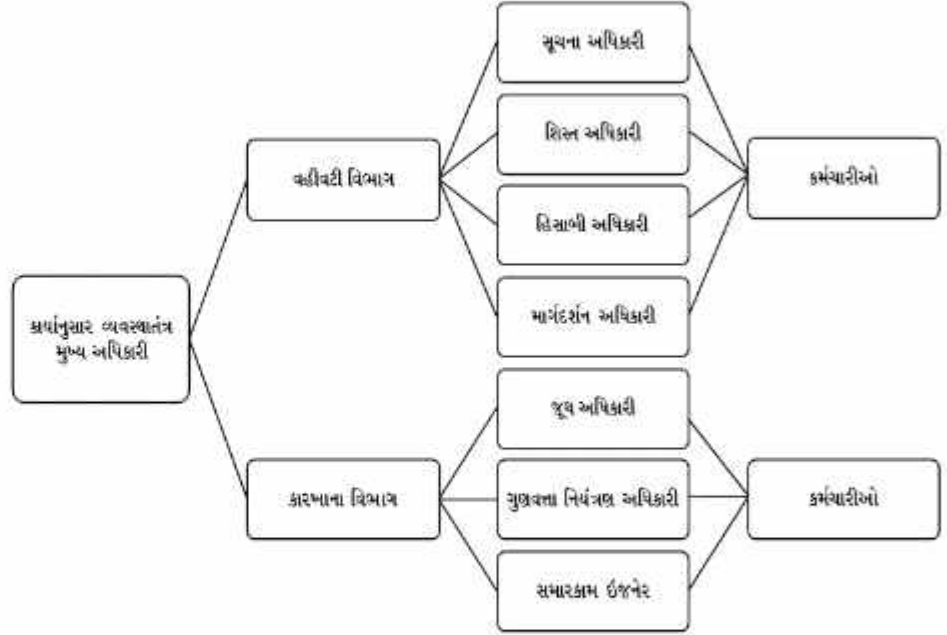 સૂચના અધિકારી
શિસ્ત અધિકારી
વહીવટી વિભાગ
કર્મચારીઓ
હિસાબી અધિકારી
માર્ગદર્શન અધિકારી
કાર્યાનુસાર વ્યવસ્થાતંત્ર
મુખ્ય અધિકારી
જૂથ અધિકારી
કારખાના વિભાગ
ગુણવત્તા નિયંત્રણ અધિકારી
કર્મચારીઓ
સમારકામ ઇજનેર